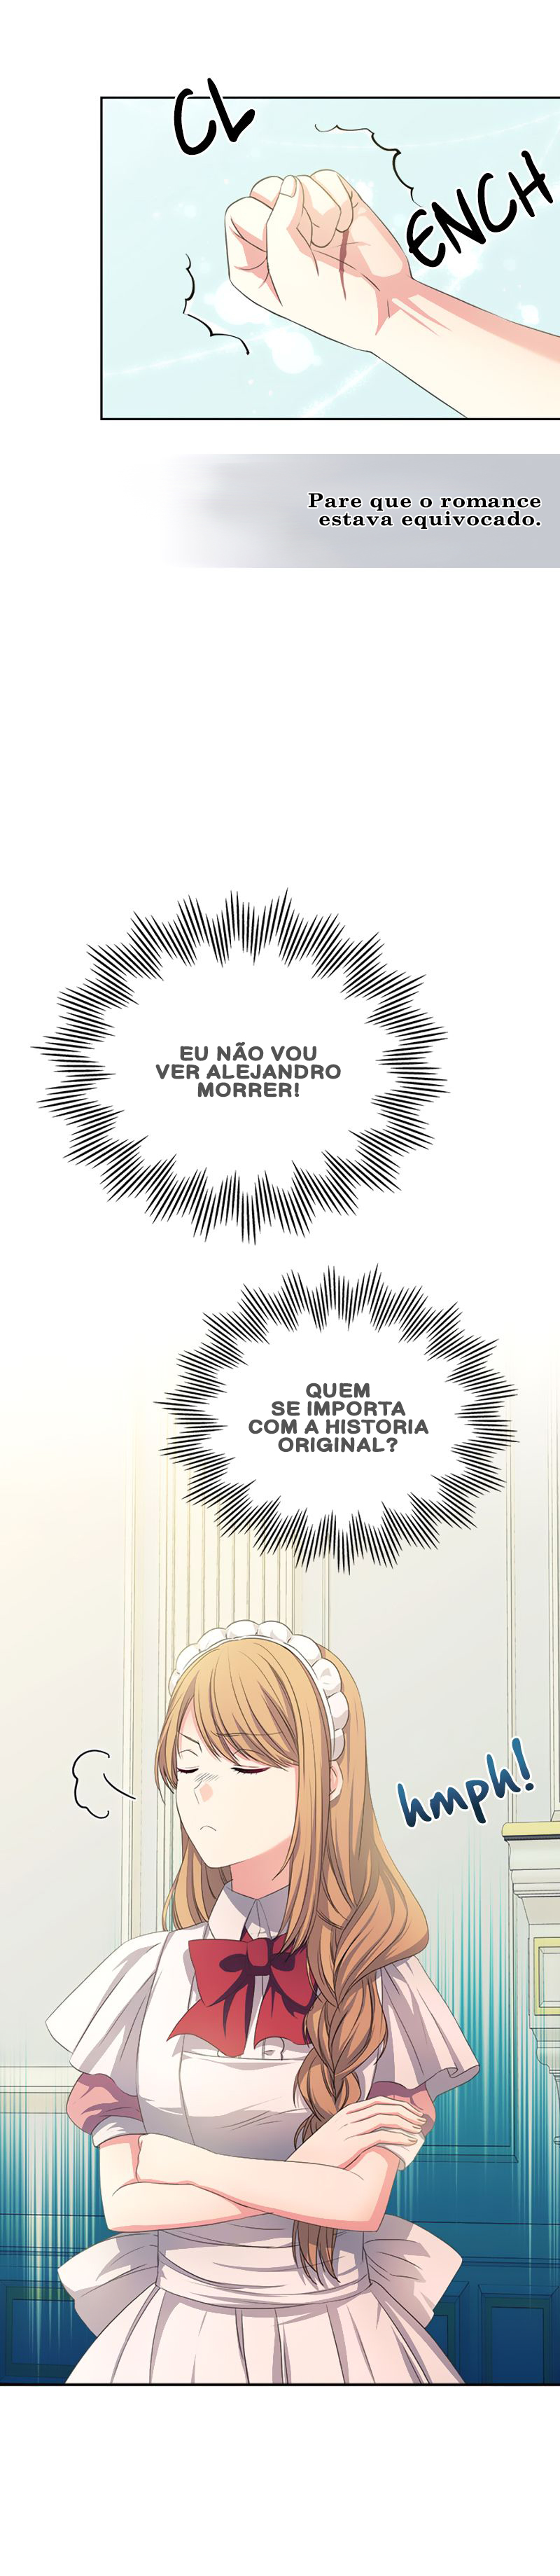 CL
ENCH
Pare que o romance
estava equivocado.
EU NÃO VOU
VER ALEJANDRO
MORRER!
QUEM
SE IMPORTA
COM A HISTORIA
ORIGINAL?
hmph!